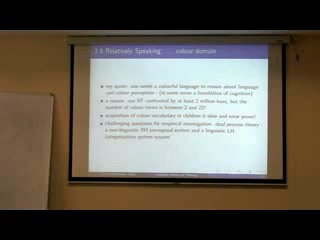 2.6 Relatively Speaking: ... colour domain
my quote: one needs a colourful language to reason about language
and colour perception - (in some sense a foundation of cognition)
a reason: our VF confronted by at least 2 million hues, but the
number of colour terms is between 2 and 22!
acquisition of colour vocabulary in children is slow and error prone!
challenging questions for empirical investigation: dual process theory -
a non-linguistic RH perceptual system and a linguistic LH
categorisation system